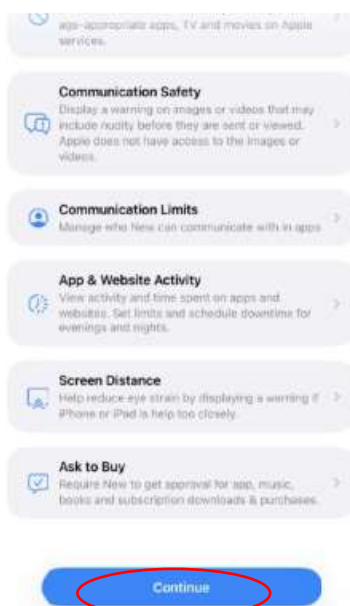 age-appropriate apps, TV and movies on Apple
services.
Communication Safety
Display a warning on images or videos that may
include nudity before they are sent or viewed.
Apple does not have access to the images or
videos.
Communication Limits
Manage who New can communicate with in apps
App & Website Activity
View activity and time spent on apps and
websites. Set limits and schedule downtime for
evenings and nights.
Screen Distance
Help reduce eye strain by displaying a warning if
iPhone or iPad is help too closely.
Ask to Buy
Require New to get approval for app, music,
books and subscription downloads & purchases.
Continue